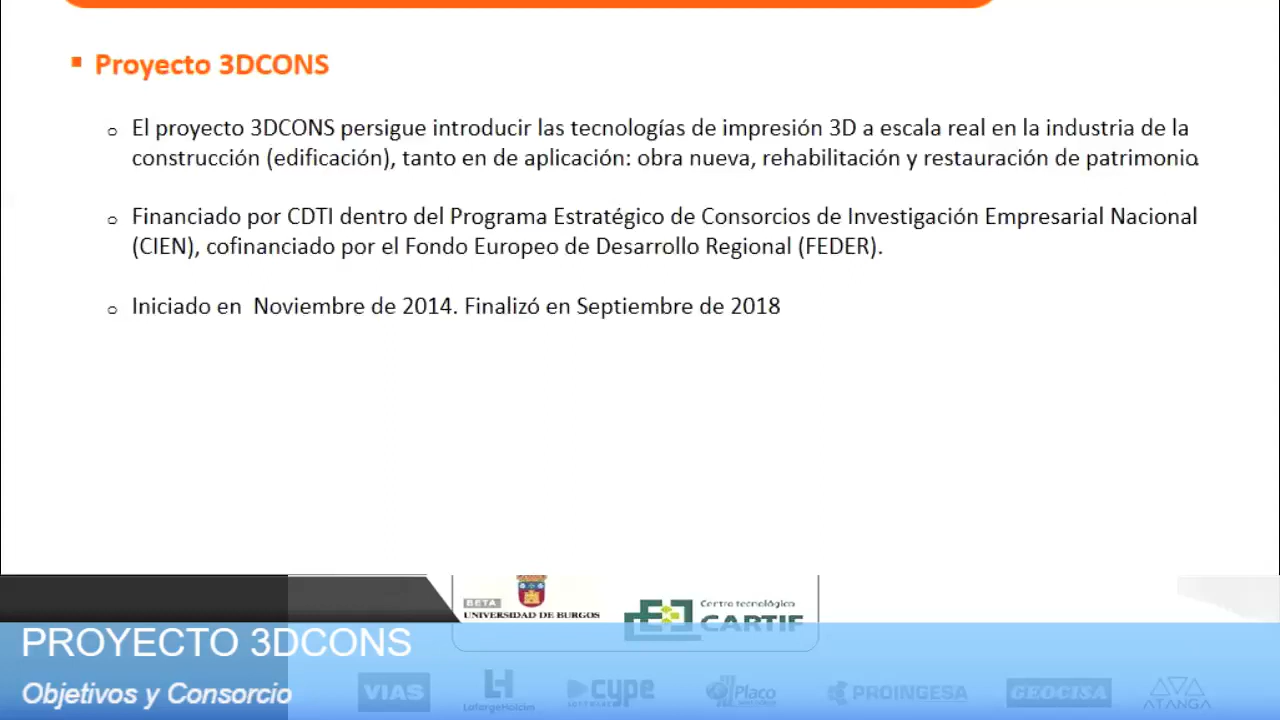 Proyecto 3DCONS
El proyecto 3DCONS persigue introducir las tecnologías de impresión 3D a escala real en la industria de la
construcción (edificación), tanto en de aplicación: obra nueva, rehabilitación y restauración de patrimonio.
Financiado por CDTI dentro del Programa Estratégico de Consorcios de Investigación Empresarial Nacional
(CIEN), cofinanciado por el Fondo Europeo de Desarrollo Regional (FEDER).
Iniciado en  Noviembre de 2014. Finalizó en Septiembre de 2018
BETA
UNIVERSIDAD DE BURGOS
Centro tecnológico
CARTIF
PROYECTO 3DCONS
Objetivos y Consorcio
VIAS
LafargeHolcim
cype
SOFTWARE
Placo
PROINGESA
GEOCISA
ATANGA